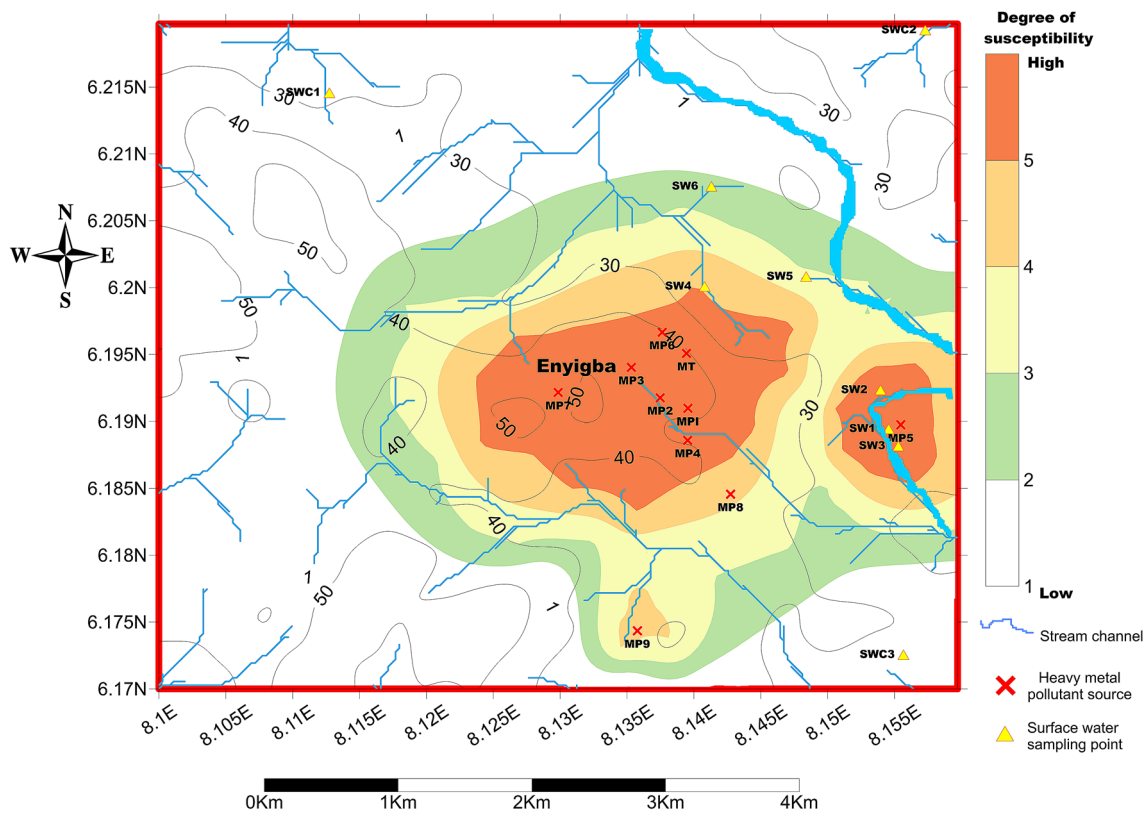 Degree of
susceptibility
High
5
4
3
2
1
Low
Stream channel
Heavy metal
pollutant source
Surface water
sampling point
N
W E
S
6.215N
6.21N
6.205N
6.2N
6.195N
6.19N
6.185N
6.18N
6.175N
6.17N
8.1E
8.105E
8.11E
8.115E
8.12E
8.125E
8.13E
8.135E
8.14E
8.145E
8.15E
8.155E
SWC2
SWC1
30
40
1
30
1
30
30
50
SW6
50
30
SW5
SW4
40
40
1
MP6
MT
Enyigba
MP3
MP7
50
MP2
MP1
50
40
MP4
40
30
SW2
SW1
MP5
SW3
MP8
40
1
50
1
MP9
SWC3
0Km
1Km
2Km
3Km
4Km